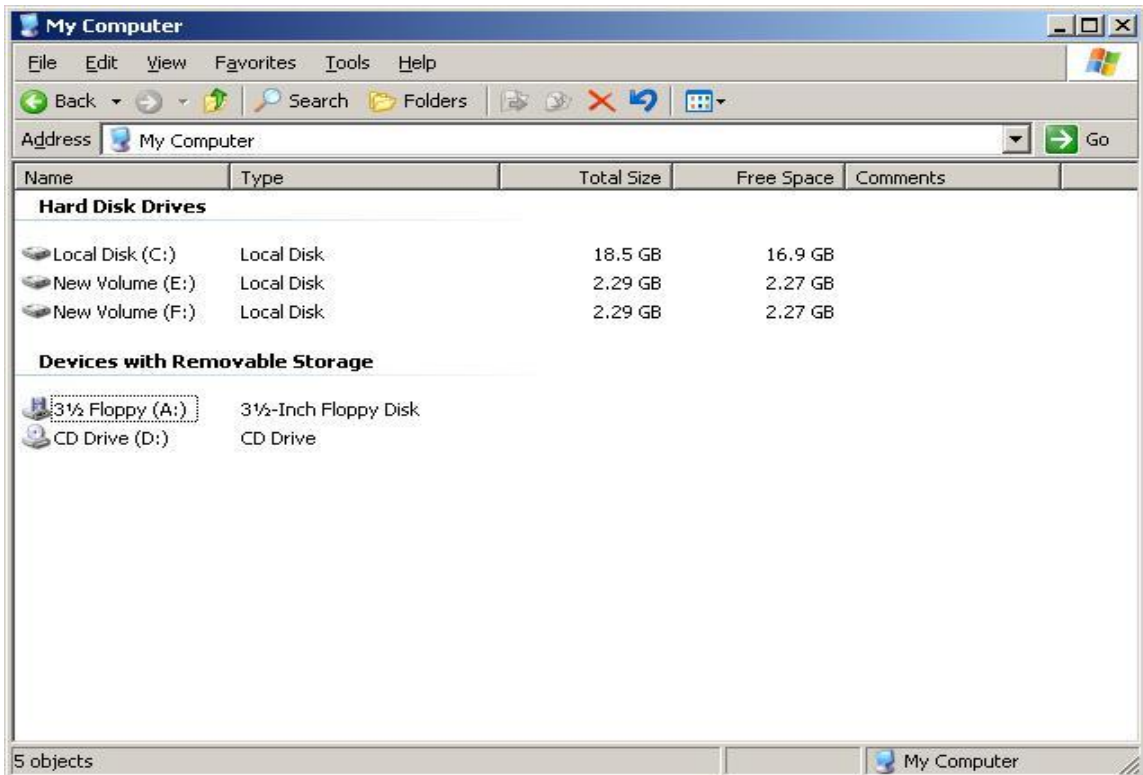 My Computer
File Edit View Favorites Tools Help
Back Search Folders
Address My Computer Go
Name Type Total Size Free Space Comments
Hard Disk Drives
Local Disk (C:) Local Disk 18.5 GB 16.9 GB
New Volume (E:) Local Disk 2.29 GB 2.27 GB
New Volume (F:) Local Disk 2.29 GB 2.27 GB
Devices with Removable Storage
3½ Floppy (A:) 3½-Inch Floppy Disk
CD Drive (D:) CD Drive
5 objects My Computer